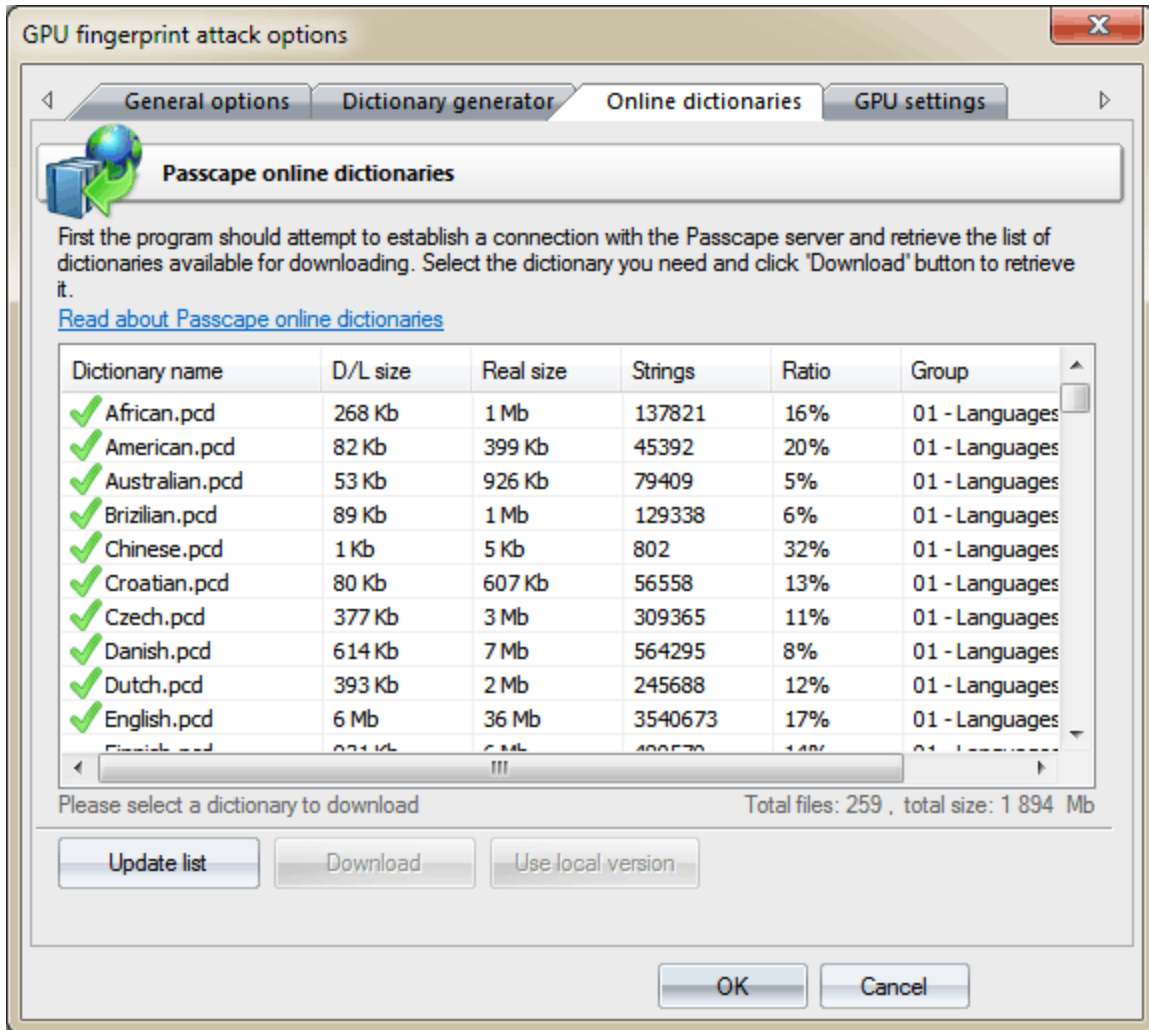 GPU fingerprint attack options
General options Dictionary generator Online dictionaries GPU settings
Passcape online dictionaries
First the program should attempt to establish a connection with the Passcape server and retrieve the list of
dictionaries available for downloading. Select the dictionary you need and click 'Download' button to retrieve
it.
Read about Passcape online dictionaries
Dictionary name D/L size Real size Strings Ratio Group
African.pcd 268 Kb 1 Mb 137821 16% 01 - Languages
American.pcd 82 Kb 399 Kb 45392 20% 01 - Languages
Australian.pcd 53 Kb 926 Kb 79409 5% 01 - Languages
Brizilian.pcd 89 Kb 1 Mb 129338 6% 01 - Languages
Chinese.pcd 1 Kb 5 Kb 802 32% 01 - Languages
Croatian.pcd 80 Kb 607 Kb 56558 13% 01 - Languages
Czech.pcd 377 Kb 3 Mb 309365 11% 01 - Languages
Danish.pcd 614 Kb 7 Mb 564295 8% 01 - Languages
Dutch.pcd 393 Kb 2 Mb 245688 12% 01 - Languages
English.pcd 6 Mb 36 Mb 3540673 17% 01 - Languages
Please select a dictionary to download Total files: 259 , total size: 1 894 Mb
Update list Download Use local version
OK Cancel